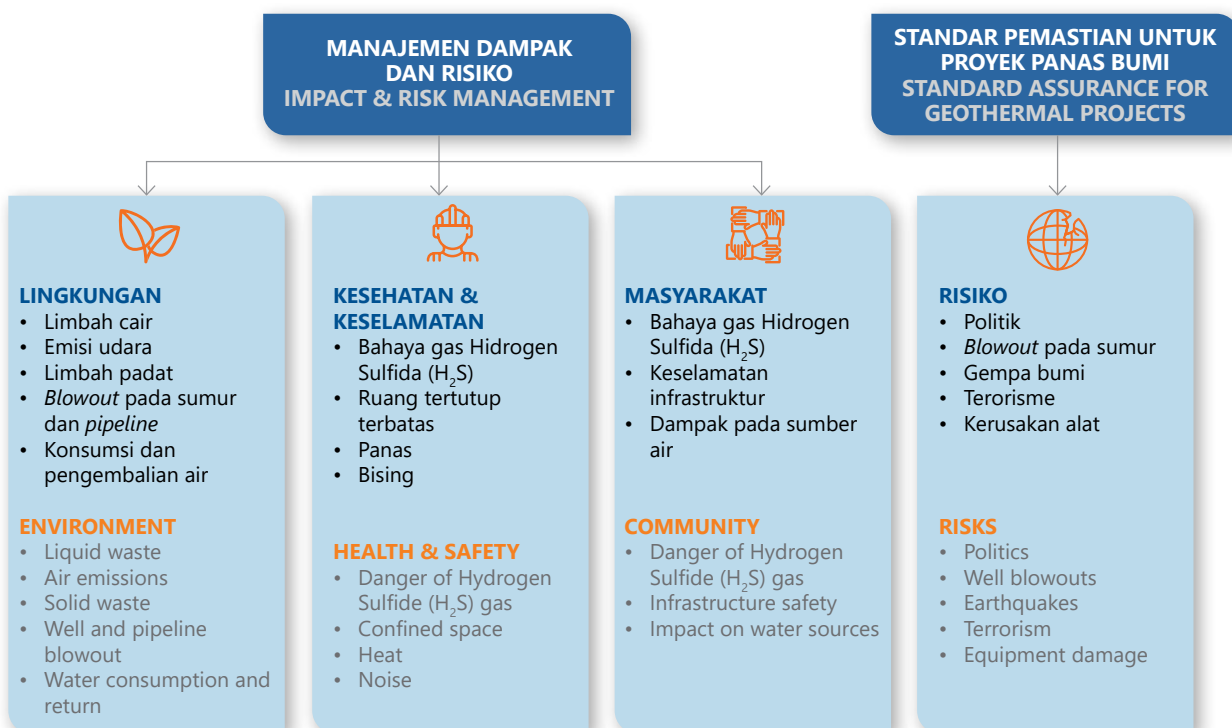 MANAJEMEN DAMPAK
DAN RISIKO
IMPACT & RISK MANAGEMENT
STANDAR PEMASTIAN UNTUK
PROYEK PANAS BUMI
STANDARD ASSURANCE FOR
GEOTHERMAL PROJECTS
LINGKUNGAN
• Limbah cair
• Emisi udara
• Limbah padat
• Blowout pada sumur
dan pipeline
• Konsumsi dan
pengembalian air
ENVIRONMENT
• Liquid waste
• Air emissions
• Solid waste
• Well and pipeline
blowout
• Water consumption and
return
KESEHATAN &
KESELAMATAN
• Bahaya gas Hidrogen
Sulfida (H₂S)
• Ruang tertutup
terbatas
• Panas
• Bising
HEALTH & SAFETY
• Danger of Hydrogen
Sulfide (H₂S) gas
• Confined space
• Heat
• Noise
MASYARAKAT
• Bahaya gas Hidrogen
Sulfida (H₂S)
• Keselamatan
infrastruktur
• Dampak pada sumber
air
COMMUNITY
• Danger of Hydrogen
Sulfide (H₂S) gas
• Infrastructure safety
• Impact on water sources
RISIKO
• Politik
• Blowout pada sumur
• Gempa bumi
• Terorisme
• Kerusakan alat
RISKS
• Politics
• Well blowouts
• Earthquakes
• Terrorism
• Equipment damage